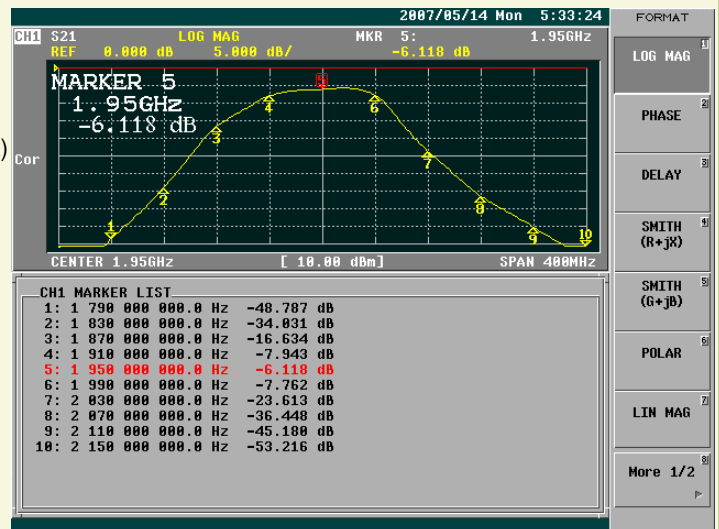 2007/05/14 Mon 5:33:24
CH1 S21 LOG MAG MKR 5: 1.95GHz
REF 0.000 dB 5.000 dB/ -6.118 dB
MARKER 5
1.95GHz
-6.118 dB
)
Cor
1
2
3
4
5
6
7
8
9
10
CENTER 1.95GHz [ 10.00 dBm] SPAN 400MHz
CH1 MARKER LIST
1: 1 790 000 000.0 Hz -48.787 dB
2: 1 830 000 000.0 Hz -34.031 dB
3: 1 870 000 000.0 Hz -16.634 dB
4: 1 910 000 000.0 Hz -7.943 dB
5: 1 950 000 000.0 Hz -6.118 dB
6: 1 990 000 000.0 Hz -7.762 dB
7: 2 030 000 000.0 Hz -23.613 dB
8: 2 070 000 000.0 Hz -36.448 dB
9: 2 110 000 000.0 Hz -45.180 dB
10: 2 150 000 000.0 Hz -53.216 dB
FORMAT
LOG MAG 1
PHASE 2
DELAY 3
SMITH 4
(R+jX)
SMITH 5
(G+jB)
POLAR 6
LIN MAG 7
More 1/2 8